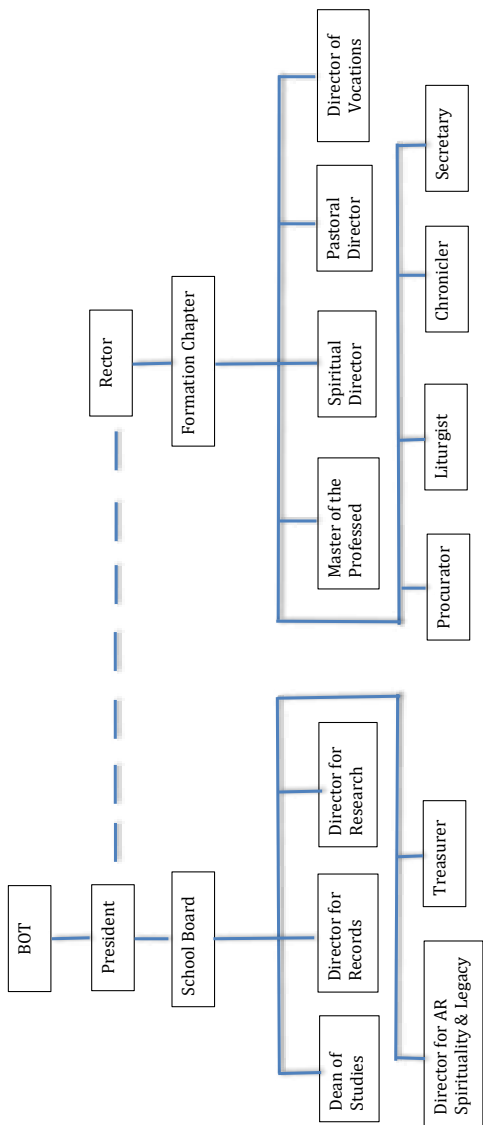 BOT
President
Rector
School Board
Formation Chapter
Dean of
Studies
Director for
Records
Director for
Research
Master of the
Professed
Spiritual
Director
Pastoral
Director
Director of
Vocations
Director for AR
Spirituality & Legacy
Treasurer
Procurator
Liturgist
Chronicler
Secretary